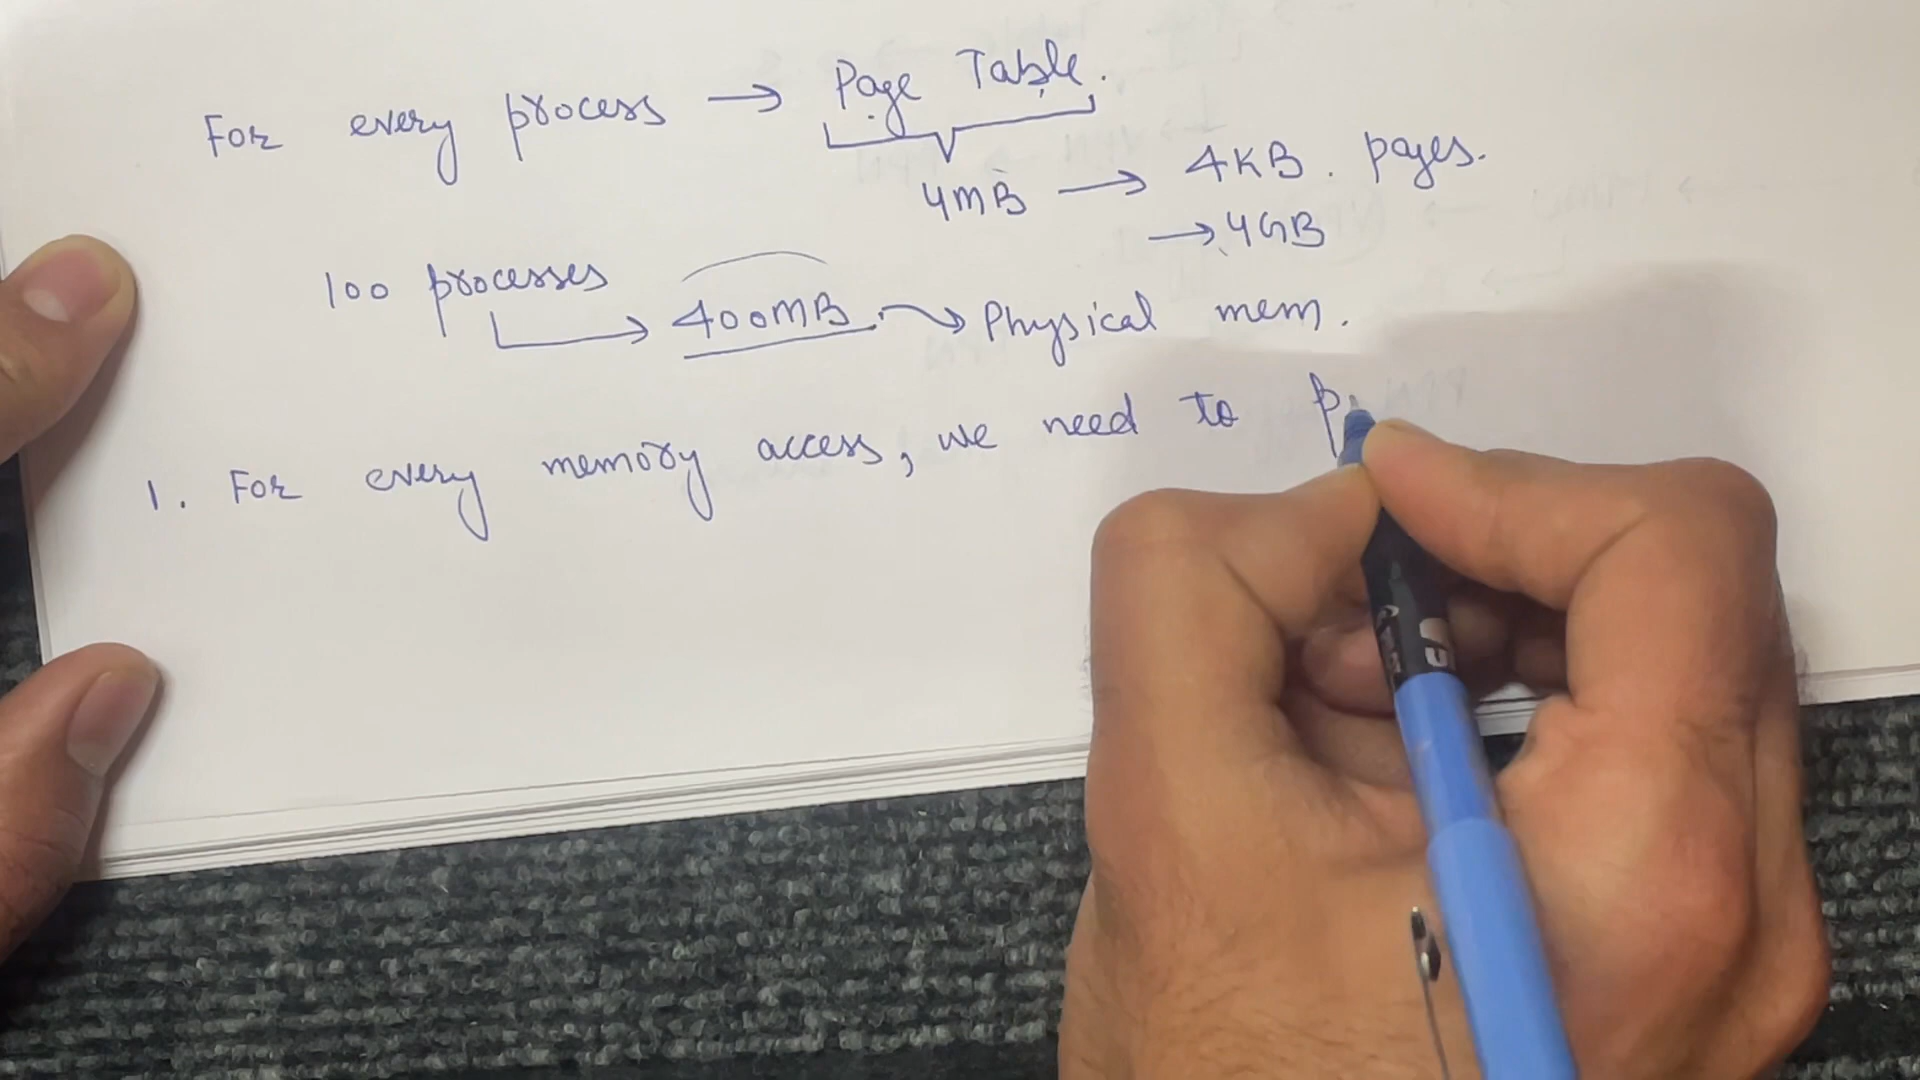 For every process → Page Table.
4MB → 4KB. pages.
→ 4GB
100 processes
→ 400MB → Physical mem.
1. For every memory access, we need to